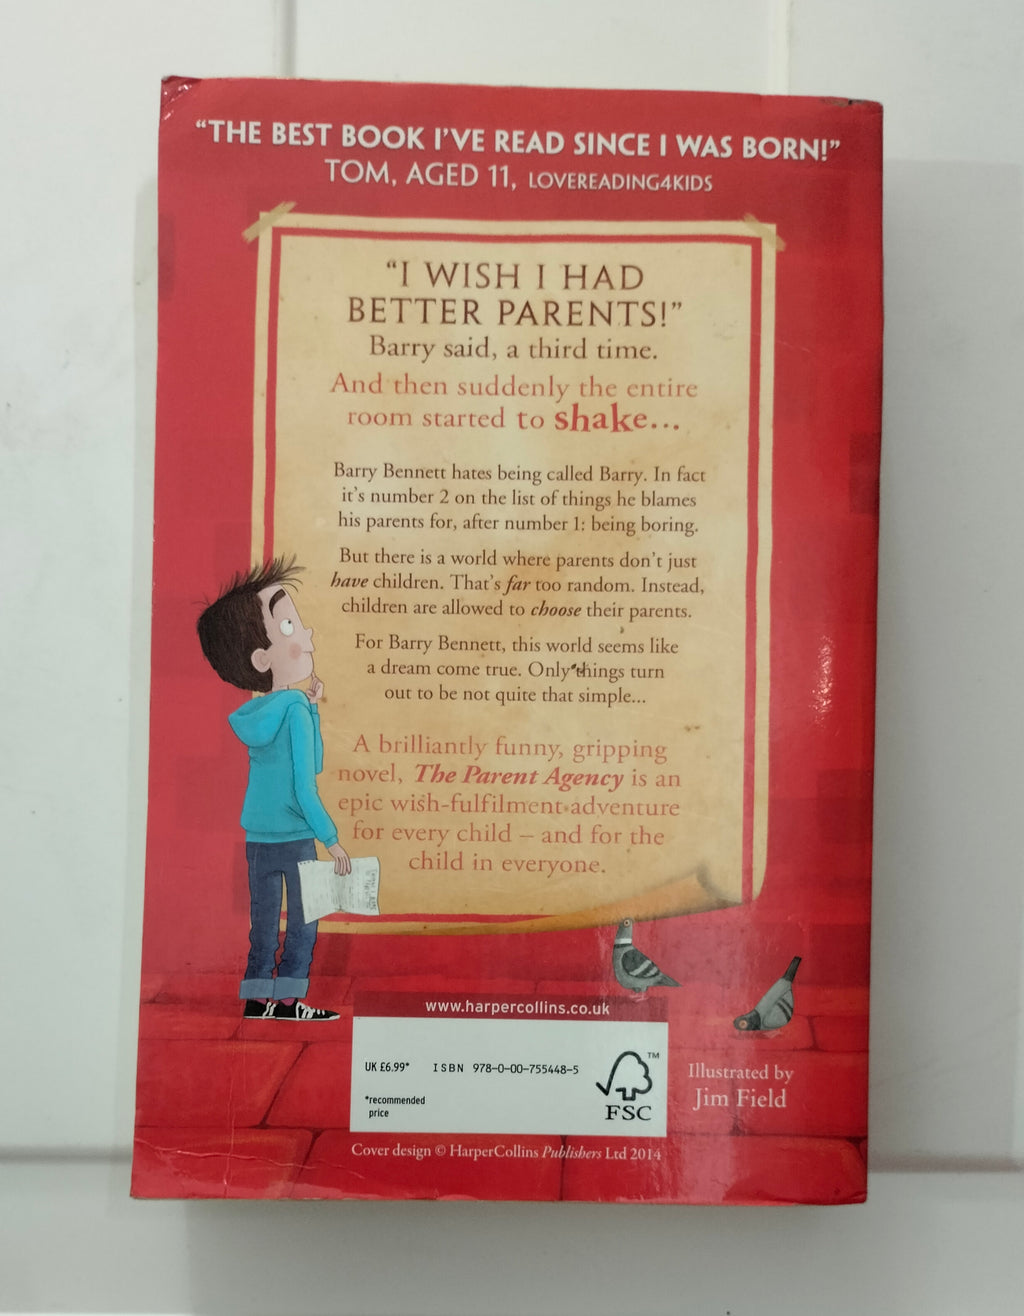 “THE BEST BOOK I’VE READ SINCE I WAS BORN!”
TOM, AGED 11, LOVEREADING4KIDS
“I WISH I HAD
BETTER PARENTS!”
Barry said, a third time.
And then suddenly the entire
room started to shake...
Barry Bennett hates being called Barry. In fact
it’s number 2 on the list of things he blames
his parents for, after number 1: being boring.
But there is a world where parents don’t just
have children. That’s far too random. Instead,
children are allowed to choose their parents.
For Barry Bennett, this world seems like
a dream come true. Only things turn
out to be not quite that simple...
A brilliantly funny, gripping
novel, The Parent Agency is an
epic wish-fulfilment adventure
for every child – and for the
child in everyone.
www.harpercollins.co.uk
UK £6.99*
ISBN 978-0-00-755448-5
*recommended
price
TM
FSC
Illustrated by
Jim Field
Cover design © HarperCollins Publishers Ltd 2014